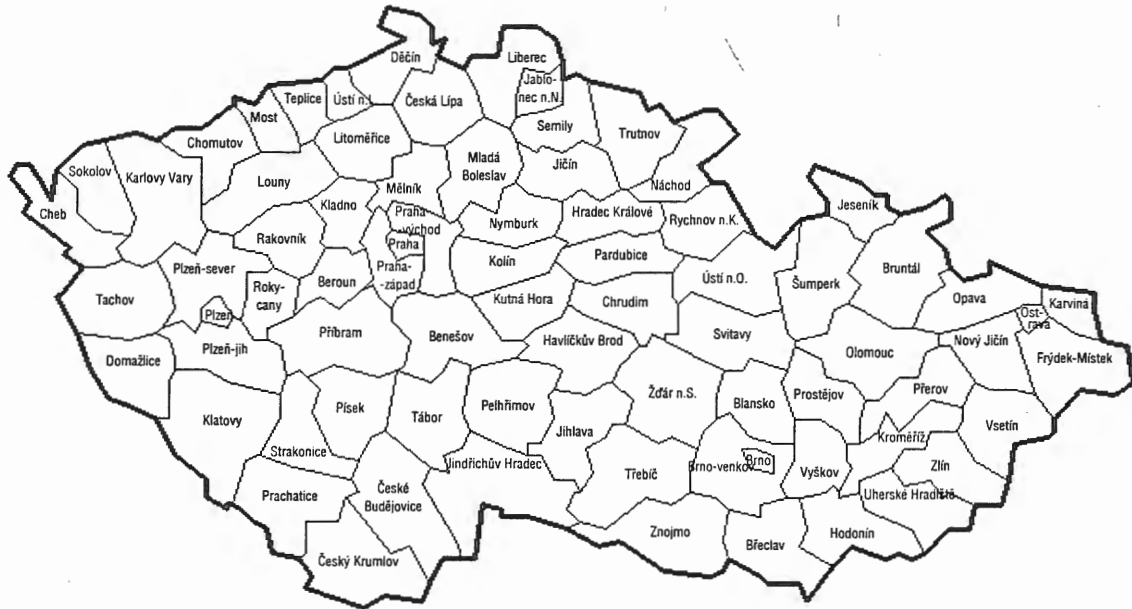 Děčín
Liberec
Jablo-
nec n.N.
Teplice
Ústí n.L.
Česká Lípa
Most
Semily
Trutnov
Chomutov
Litoměřice
Mladá
Boleslav
Jičín
Sokolov
Karlovy Vary
Louny
Mělník
Náchod
Cheb
Kladno
Praha
východ
Nymburk
Hradec Králové
Rychnov n.K.
Jeseník
Rakovník
Praha
Praha-
-západ
Kolín
Pardubice
Plzeň-sever
Beroun
Ústí n.O.
Šumperk
Bruntál
Roky-
cany
Tachov
Kutná Hora
Chrudim
Opava
Karviná
Ost-
rava
Plzeň
Příbram
Benešov
Havlíčkův Brod
Svitavy
Plzeň-jih
Domažlice
Olomouc
Nový Jičín
Frýdek-Místek
Klatovy
Písek
Tábor
Pelhřimov
Žďár n.S.
Blansko
Prostějov
Přerov
Vsetín
Jihlava
Strakonice
Kroměříž
Jindřichův Hradec
Třebíč
Brno-venkov
Brno
Vyškov
Zlín
Prachatice
České
Budějovice
Uherské Hradiště
Znojmo
Břeclav
Hodonín
Český Krumlov